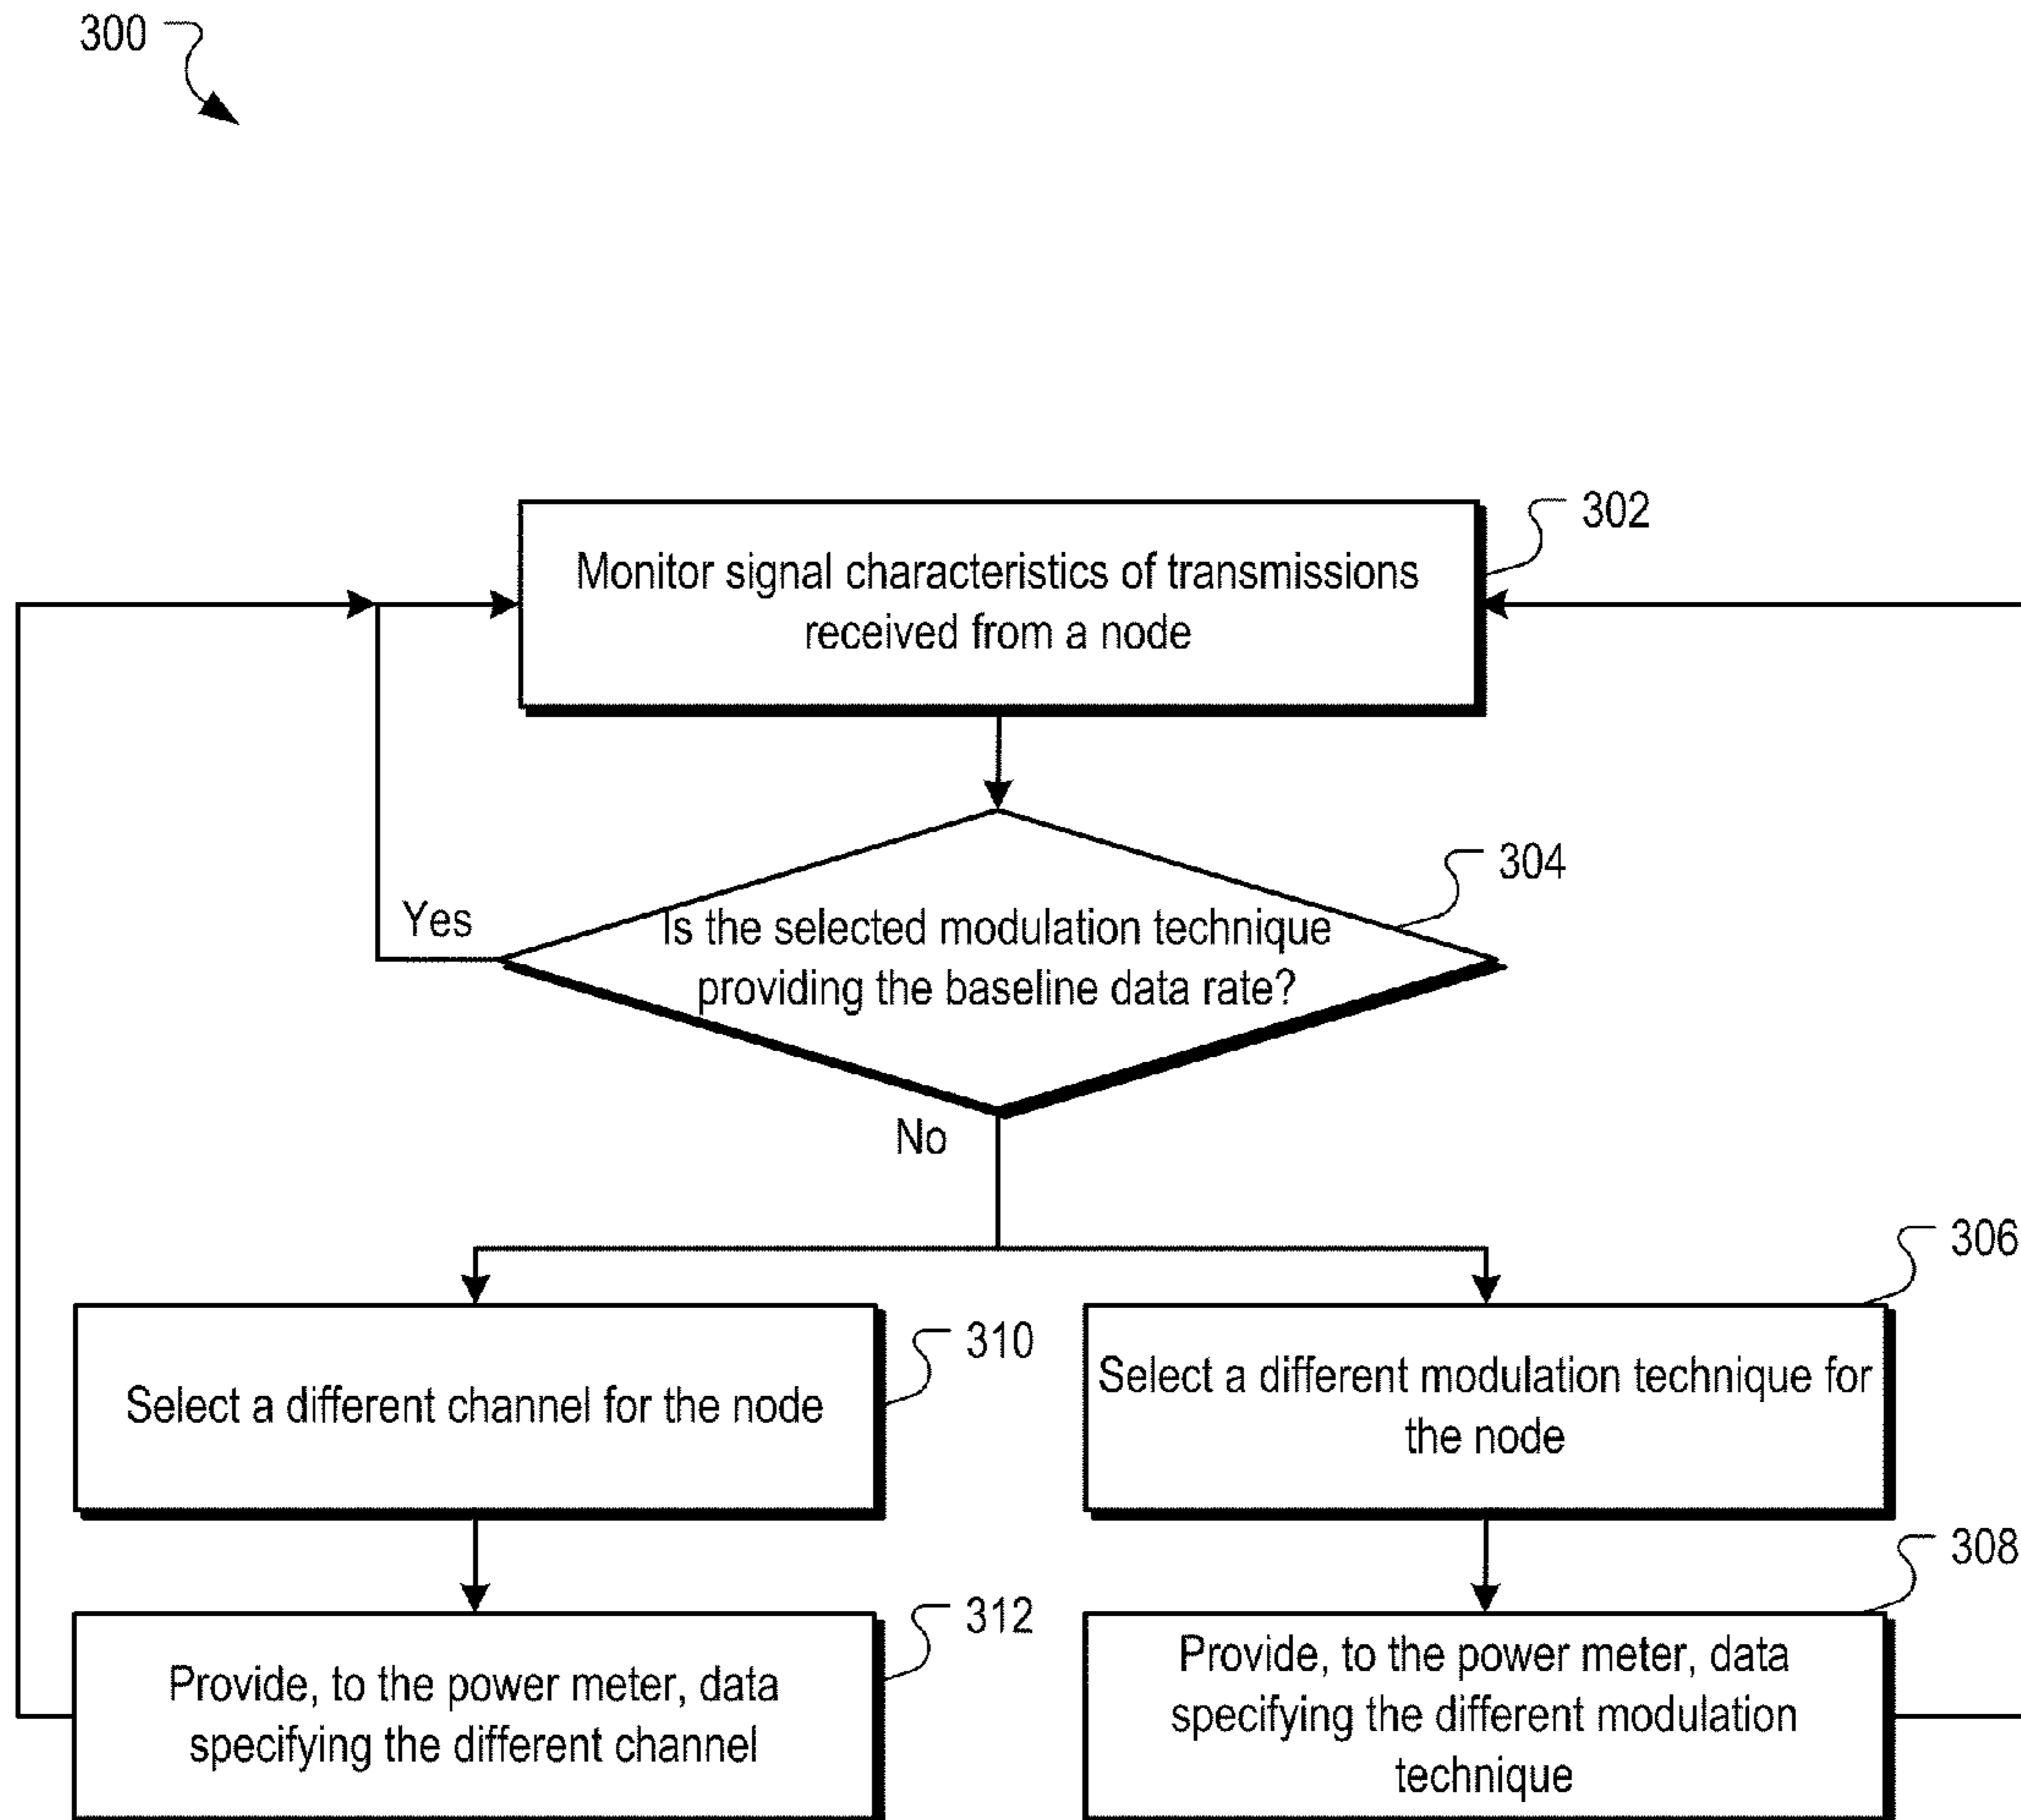 300
302
Monitor signal characteristics of transmissions
received from a node
304
Yes
Is the selected modulation technique
providing the baseline data rate?
No
306
310
Select a different channel for the node
Select a different modulation technique for
the node
308
312
Provide, to the power meter, data
specifying the different channel
Provide, to the power meter, data
specifying the different modulation
technique